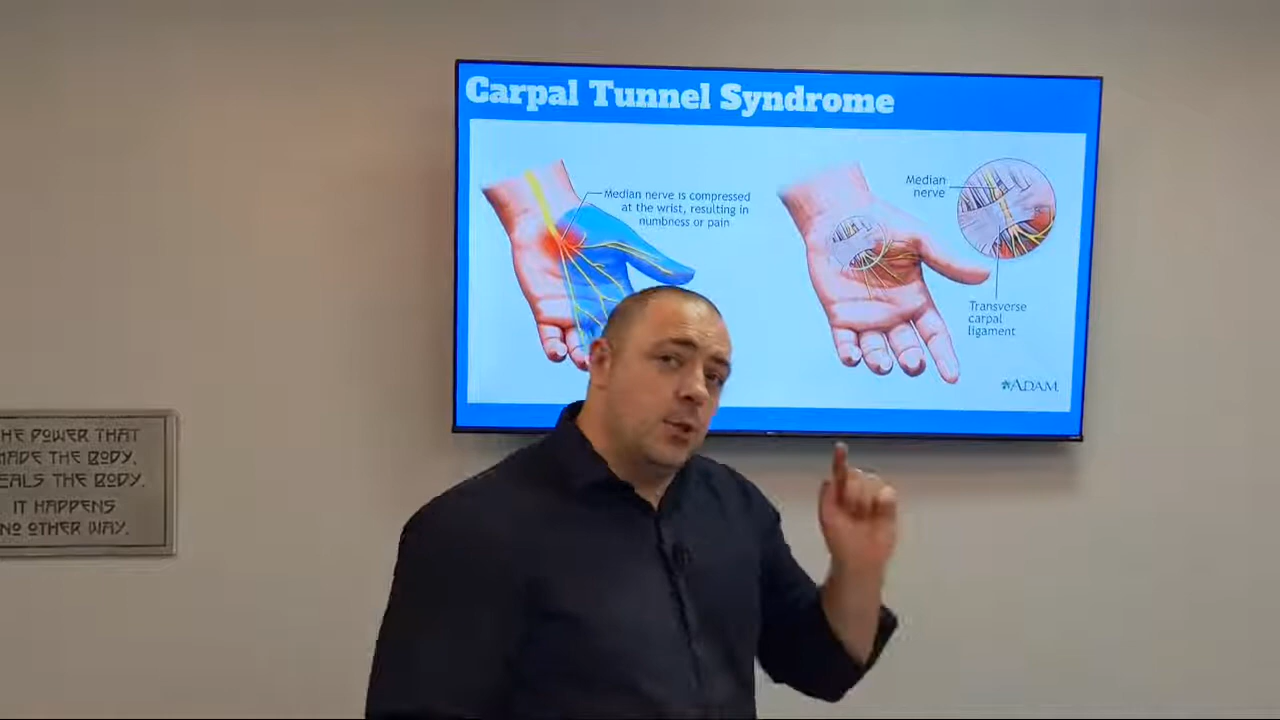 Carpal Tunnel Syndrome
Median nerve is compressed
at the wrist, resulting in
numbness or pain
Median
nerve
Transverse
carpal
ligament
ADAM
HE POWER THAT
MADE THE BODY,
EALS THE BODY.
IT HAPPENS
NO OTHER WAY.